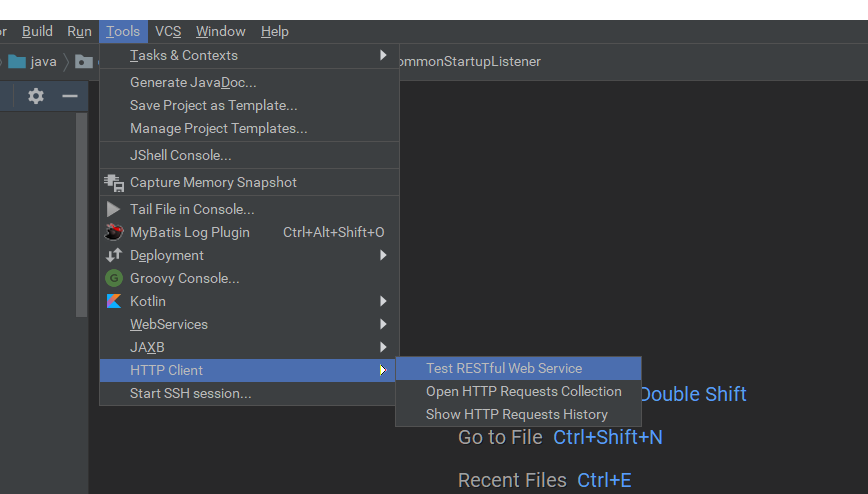 or Build Run Tools VCS Window Help
java ommonStartupListener
Tasks & Contexts
Generate JavaDoc...
Save Project as Template...
Manage Project Templates...
JShell Console...
Capture Memory Snapshot
Tail File in Console...
MyBatis Log Plugin Ctrl+Alt+Shift+O
Deployment
G Groovy Console...
Kotlin
WebServices
JAXB
HTTP Client
Start SSH session...
Test RESTful Web Service
Open HTTP Requests Collection
Show HTTP Requests History
Double Shift
Go to File Ctrl+Shift+N
Recent Files Ctrl+E